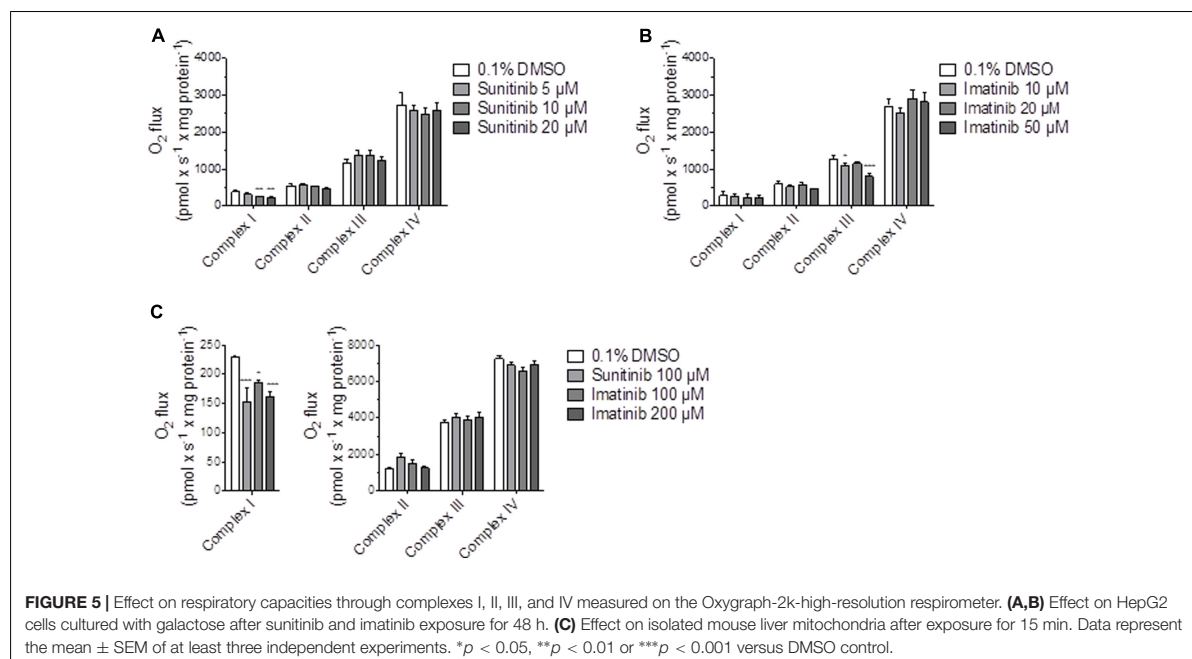 A
4000
3000
2000
1000
0
O₂ flux
(pmol x s⁻¹ x mg protein⁻¹)
Complex I
Complex II
Complex III
Complex IV
0.1% DMSO
Sunitinib 5 µM
Sunitinib 10 µM
Sunitinib 20 µM
B
4000
3000
2000
1000
0
O₂ flux
(pmol x s⁻¹ x mg protein⁻¹)
Complex I
Complex II
Complex III
Complex IV
0.1% DMSO
Imatinib 10 µM
Imatinib 20 µM
Imatinib 50 µM
C
250
200
150
100
50
0
O₂ flux
(pmol x s⁻¹ x mg protein⁻¹)
Complex I
8000
6000
4000
2000
0
O₂ flux
(pmol x s⁻¹ x mg protein⁻¹)
Complex II
Complex III
Complex IV
0.1% DMSO
Sunitinib 100 µM
Imatinib 100 µM
Imatinib 200 µM
FIGURE 5 | Effect on respiratory capacities through complexes I, II, III, and IV measured on the Oxygraph-2k-high-resolution respirometer. (A,B) Effect on HepG2
cells cultured with galactose after sunitinib and imatinib exposure for 48 h. (C) Effect on isolated mouse liver mitochondria after exposure for 15 min. Data represent
the mean ± SEM of at least three independent experiments. *p < 0.05, **p < 0.01 or ***p < 0.001 versus DMSO control.